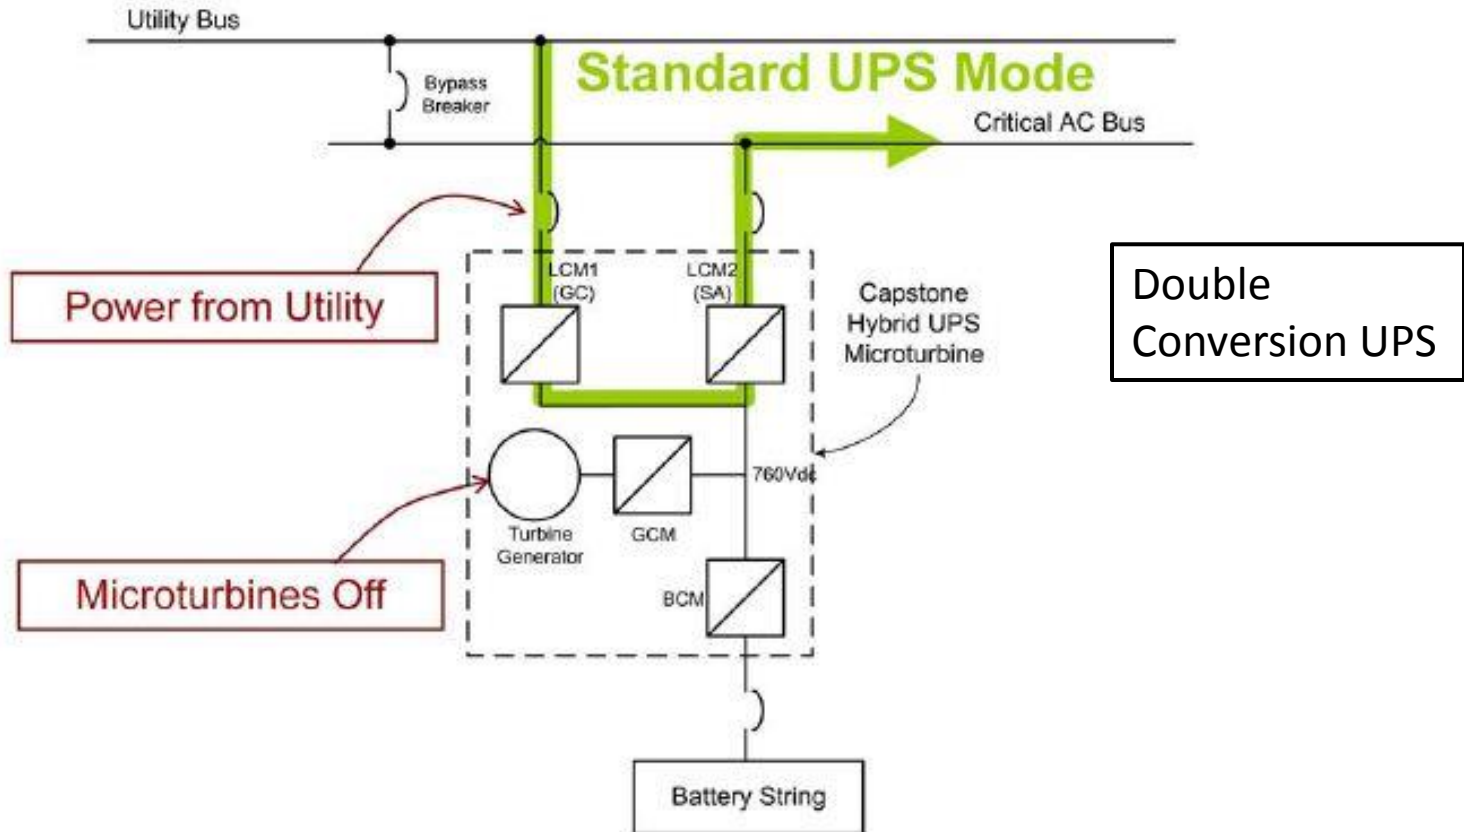 Utility Bus
Standard UPS Mode
Bypass
Breaker
Critical AC Bus
Power from Utility
LCM1
(GC)
LCM2
(SA)
Capstone
Hybrid UPS
Microturbine
Double
Conversion UPS
760Vdc
Turbine
Generator
GCM
Microturbines Off
BCM
Battery String